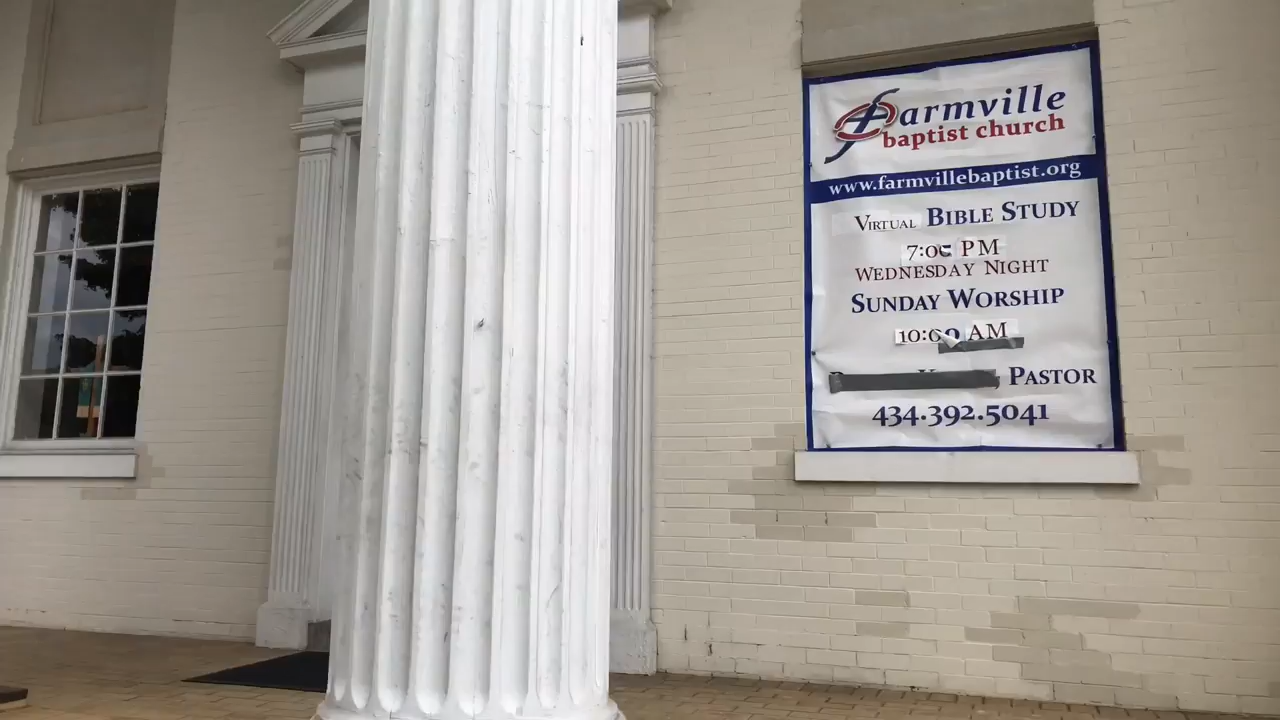 Farmville
baptist church
www.farmvillebaptist.org
VIRTUAL BIBLE STUDY
7:00 PM
WEDNESDAY NIGHT
SUNDAY WORSHIP
10:00 AM
PASTOR
434.392.5041